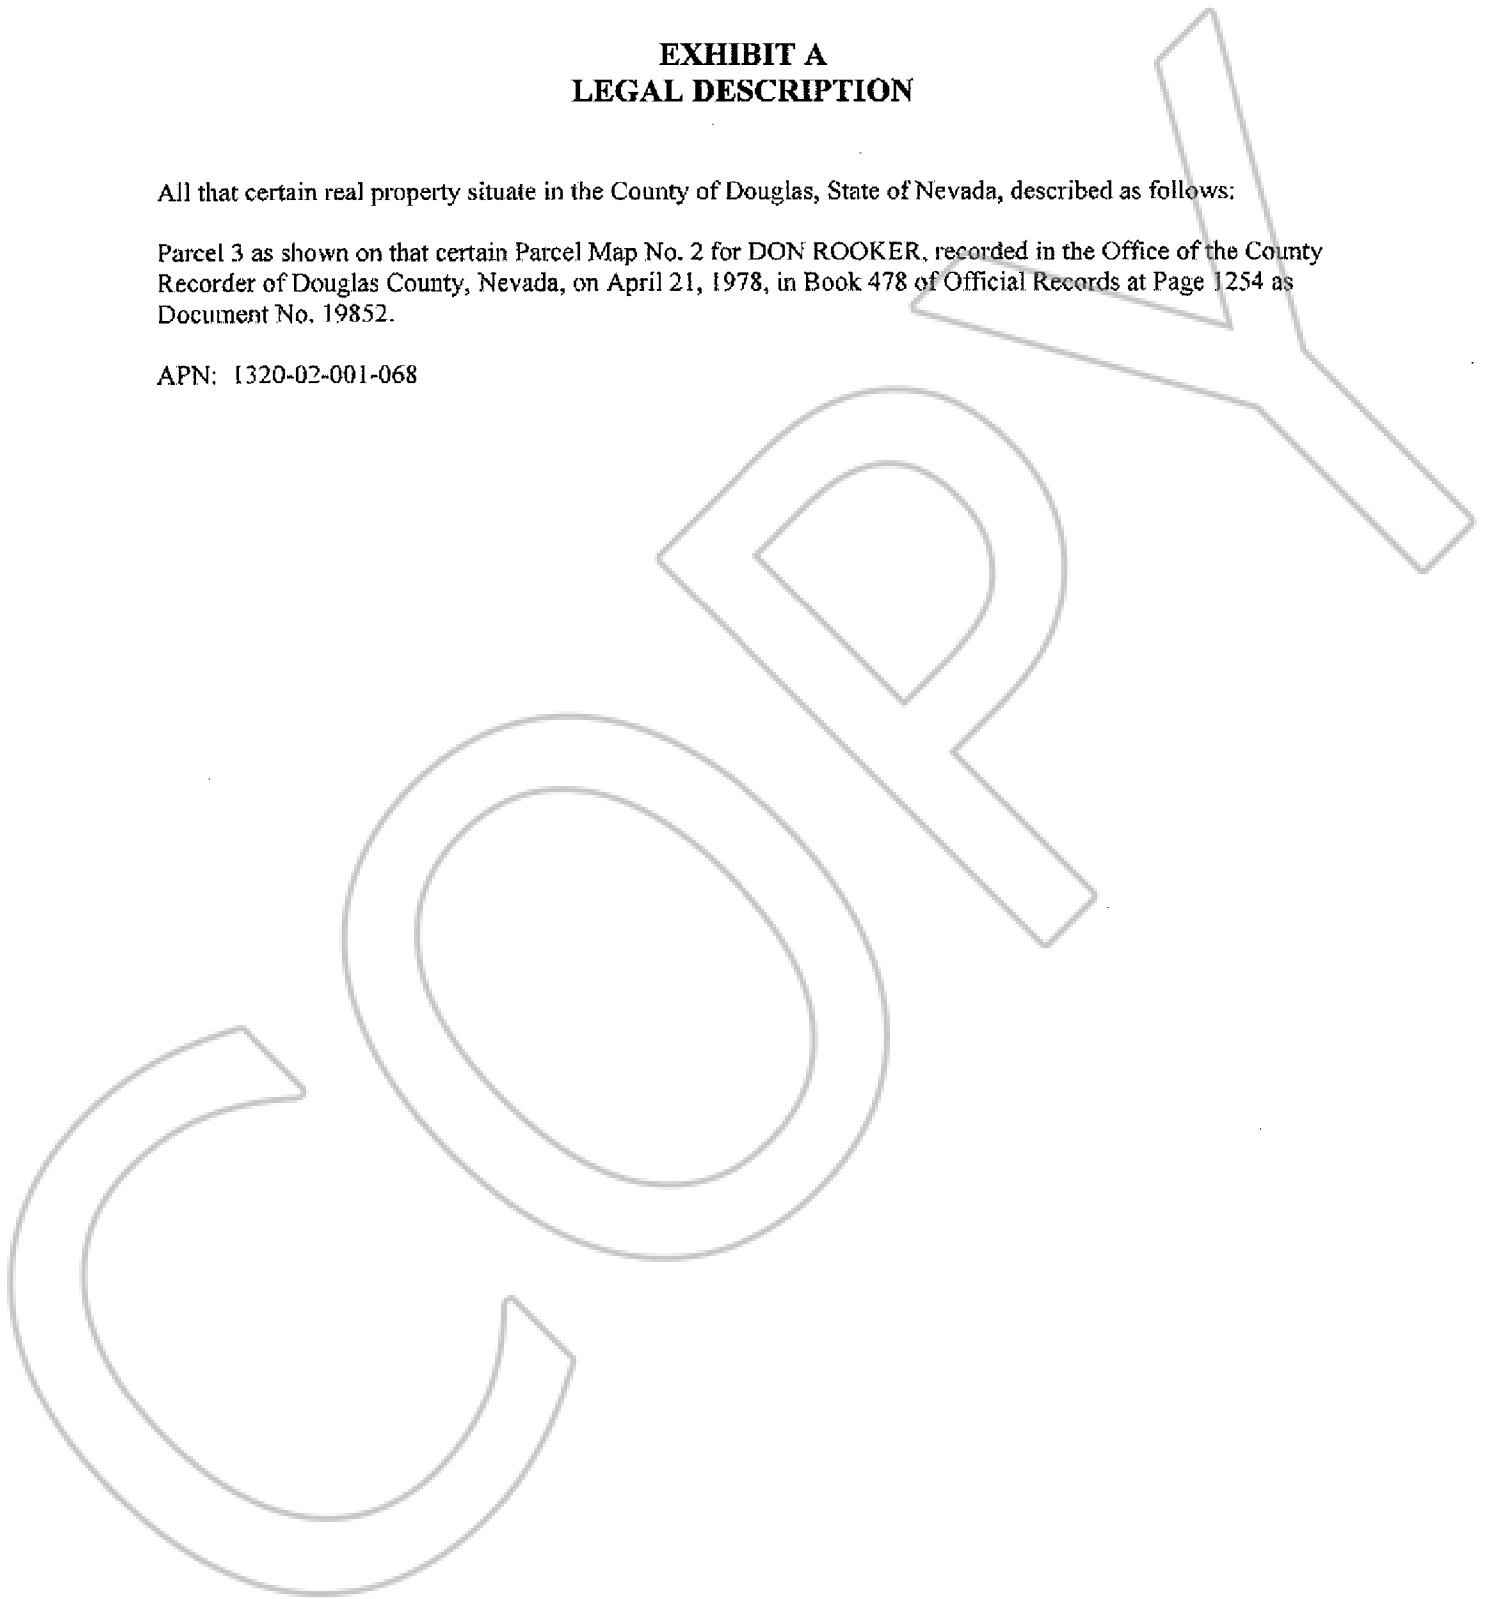 EXHIBIT A
LEGAL DESCRIPTION
All that certain real property situate in the County of Douglas, State of Nevada, described as follows:
Parcel 3 as shown on that certain Parcel Map No. 2 for DON ROOKER, recorded in the Office of the County
Recorder of Douglas County, Nevada, on April 21, 1978, in Book 478 of Official Records at Page 1254 as
Document No. 19852.
APN: 1320-02-001-068
COPY